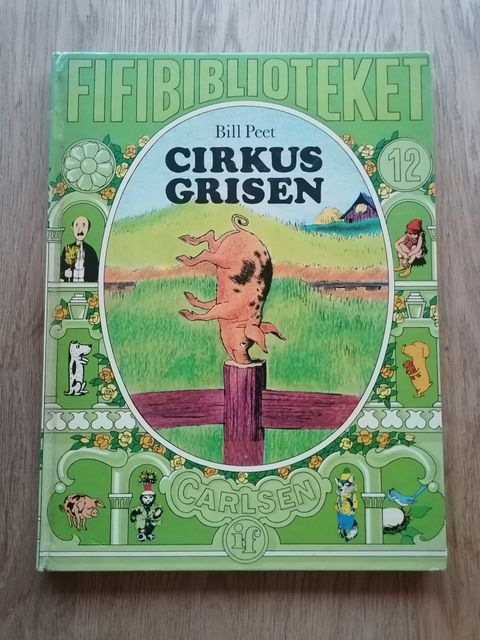 FIFIBIBLIOTEKET
Bill Peet
CIRKUS
GRISEN
12
CARLSEN
if